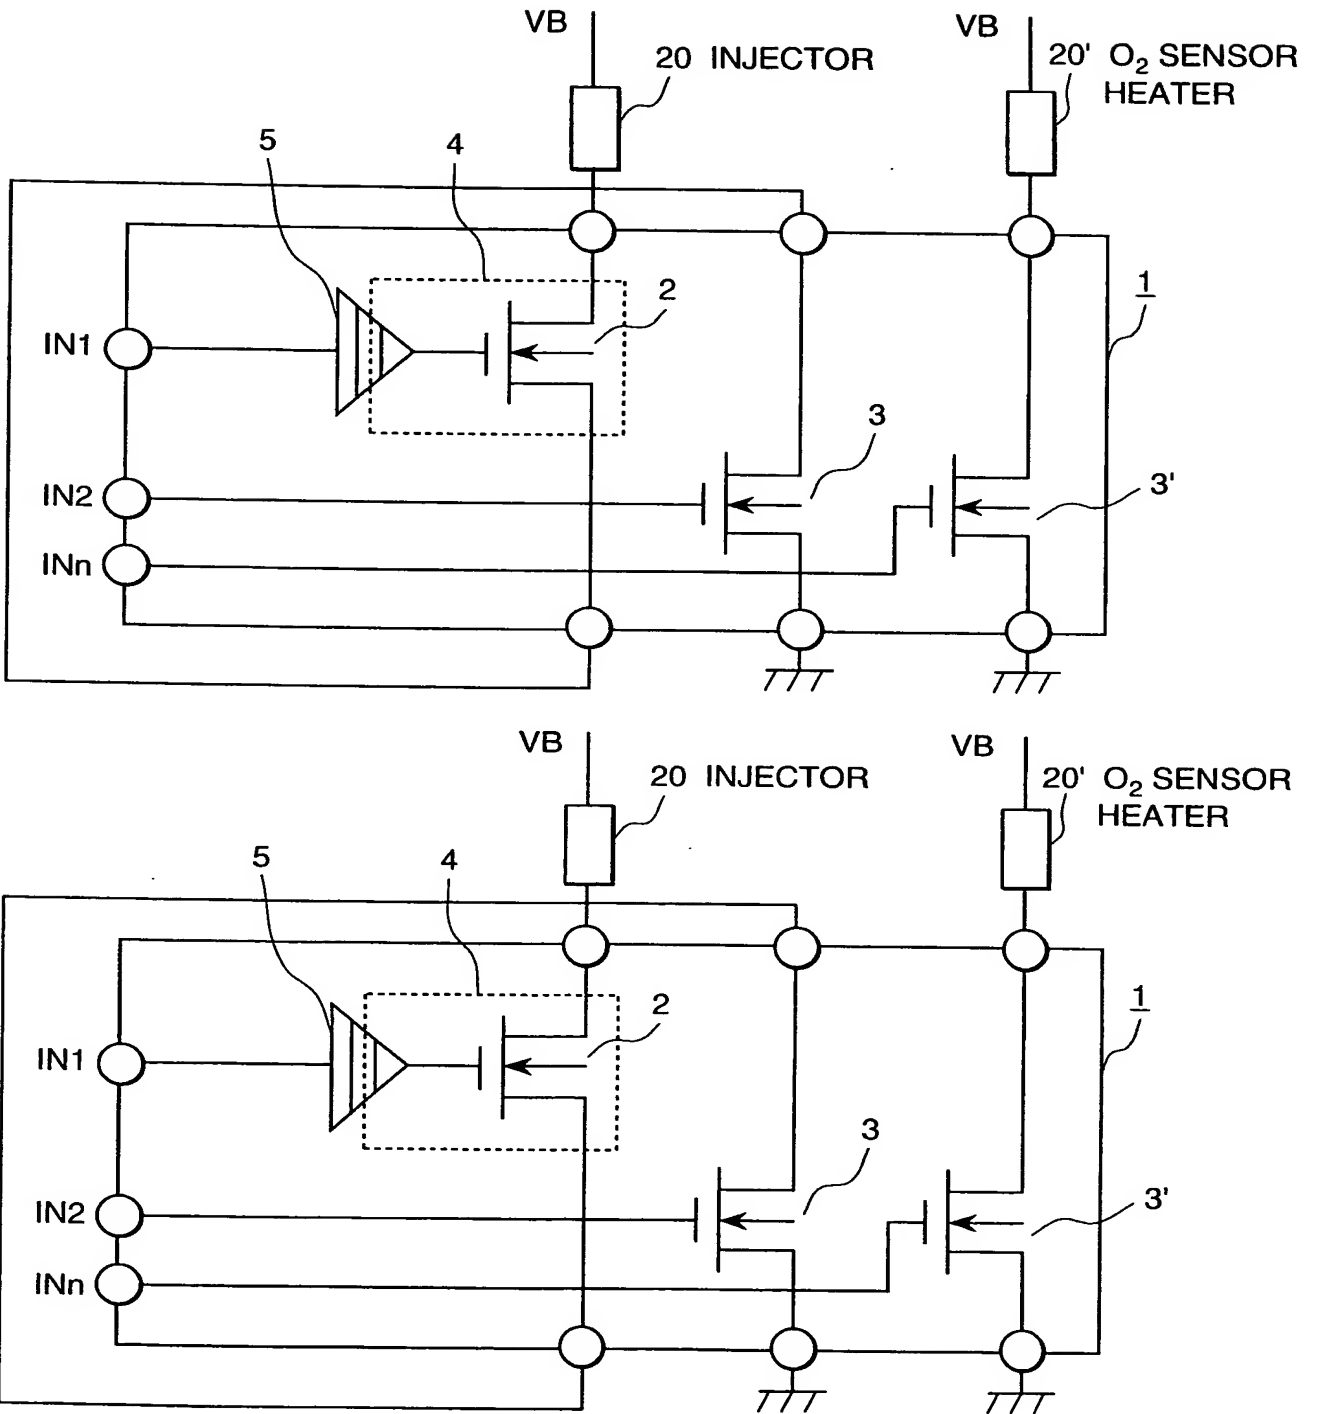 VB
VB
20 INJECTOR
20' O₂ SENSOR
HEATER
5
4
2
1
IN1
3
3'
IN2
INn
VB
VB
20 INJECTOR
20' O₂ SENSOR
HEATER
5
4
2
1
IN1
3
3'
IN2
INn